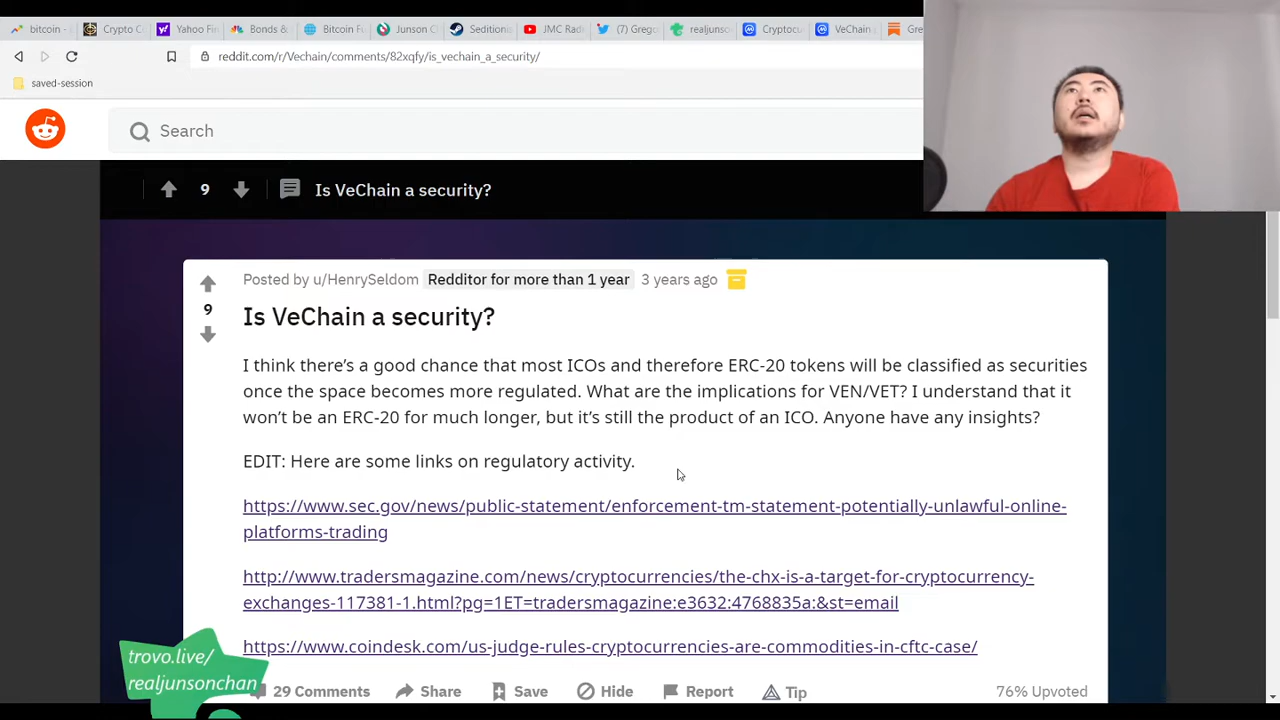 bitcoin -
Crypto C
Yahoo Fin
Bonds &
Bitcoin Fu
Junson C
Sedition
JMC Rad
(7) Greg
realjunso
Cryptocu
VeChain
Gre
reddit.com/r/Vechain/comments/82xqfy/is_vechain_a_security/
saved-session
Search
9
Is VeChain a security?
Posted by u/HenrySeldom Redditor for more than 1 year 3 years ago
9
Is VeChain a security?
I think there's a good chance that most ICOs and therefore ERC-20 tokens will be classified as securities
once the space becomes more regulated. What are the implications for VEN/VET? I understand that it
won't be an ERC-20 for much longer, but it's still the product of an ICO. Anyone have any insights?
EDIT: Here are some links on regulatory activity.
https://www.sec.gov/news/public-statement/enforcement-tm-statement-potentially-unlawful-online-
platforms-trading
http://www.tradersmagazine.com/news/cryptocurrencies/the-chx-is-a-target-for-cryptocurrency-
exchanges-117381-1.html?pg=1ET=tradersmagazine:e3632:4768835a:&st=email
https://www.coindesk.com/us-judge-rules-cryptocurrencies-are-commodities-in-cftc-case/
trovo.live/
realjunsonchan
29 Comments Share Save Hide Report Tip 76% Upvoted